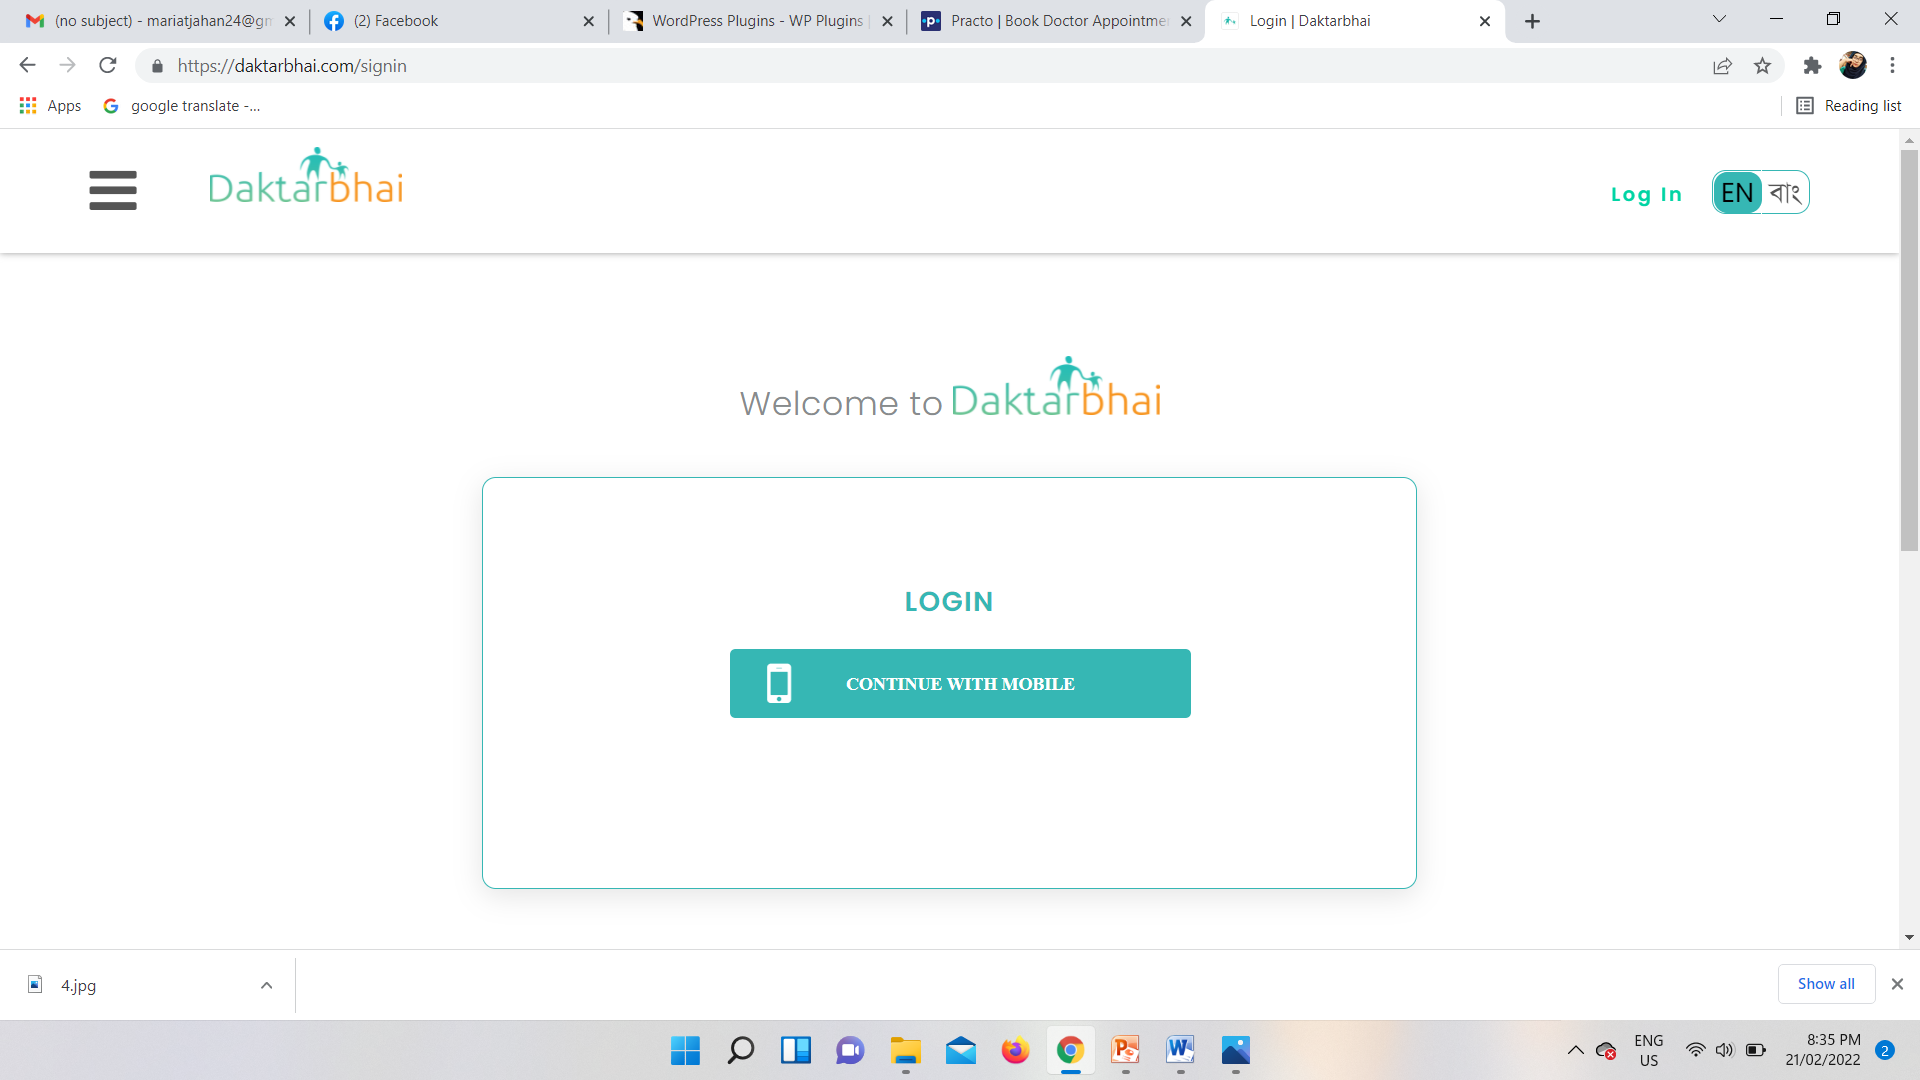 (no subject) - mariatjahan24@gm
(2) Facebook
WordPress Plugins - WP Plugins
Practo | Book Doctor Appointmen
Login | Daktarbhai
https://daktarbhai.com/signin
Apps
google translate -...
Reading list
Daktarbhai
Log In
EN বাং
Welcome to Daktarbhai
LOGIN
CONTINUE WITH MOBILE
4.jpg
Show all
ENG
US
8:35 PM
21/02/2022
2